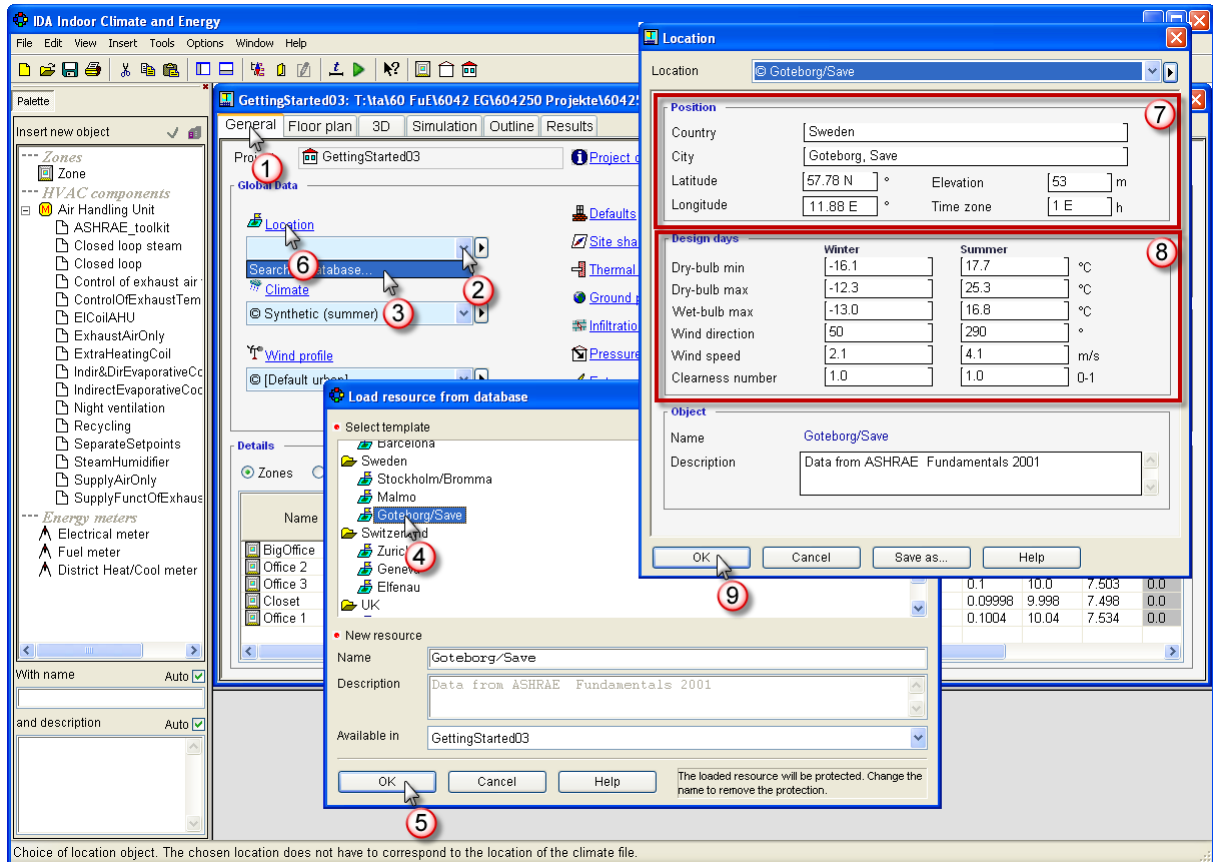 IDA Indoor Climate and Energy
File Edit View Insert Tools Options Window Help
Palette
Insert new object
--- Zones
Zone
--- HVAC components
Air Handling Unit
ASHRAE_toolkit
Closed loop steam
Closed loop
Control of exhaust air
ControlOfExhaustTem
ElCoilAHU
ExhaustAirOnly
ExtraHeatingCoil
Indir&DirEvaporativeCo
IndirectEvaporativeCoo
Night ventilation
Recycling
SeparateSetpoints
SteamHumidifier
SupplyAirOnly
SupplyFunctOfExhaus
--- Energy meters
Electrical meter
Fuel meter
District Heat/Cool meter
With name Auto
and description Auto
GettingStarted03: T:\ta\60 FuE\6042 EG\604250 Projekte\6042
General Floor plan 3D Simulation Outline Results
1
GettingStarted03
Project
Global Data
Location
6
2
Search database...
3
Climate
© Synthetic (summer)
Wind profile
© [Default urban]
Defaults
Site sha
Thermal
Ground
Infiltratio
Pressure
Details
Zones
Name
BigOffice
Office 2
Office 3 0.1 10.0 7.503 0.0
Closet 0.09998 9.998 7.498 0.0
Office 1 0.1004 10.04 7.534 0.0
Load resource from database
Select template
Barcelona
Sweden
Stockholm/Bromma
Malmo
Goteborg/Save
4
Switzerland
Zurich
Geneva
Elfenau
UK
New resource
Name Goteborg/Save
Description Data from ASHRAE Fundamentals 2001
Available in GettingStarted03
OK Cancel Help
The loaded resource will be protected. Change the
name to remove the protection.
5
Location
Location © Goteborg/Save
Position
7
Country Sweden
City Goteborg, Save
Latitude 57.78 N ° Elevation 53 m
Longitude 11.88 E ° Time zone 1 E h
Design days
8
Winter Summer
Dry-bulb min -16.1 17.7 °C
Dry-bulb max -12.3 25.3 °C
Wet-bulb max -13.0 16.8 °C
Wind direction 50 290 °
Wind speed 2.1 4.1 m/s
Clearness number 1.0 1.0 0-1
Object
Name Goteborg/Save
Description Data from ASHRAE Fundamentals 2001
OK Cancel Save as... Help
9
Choice of location object. The chosen location does not have to correspond to the location of the climate file.